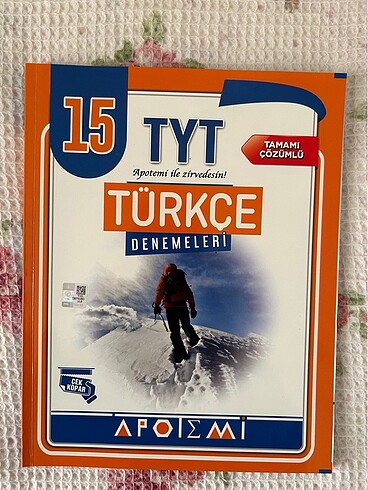 15
TYT
TAMAMI
ÇÖZÜMLÜ
Apotemi ile zirvedesin!
TÜRKÇE
DENEMELERİ
ÇEK
KOPAR
APOTEMİ